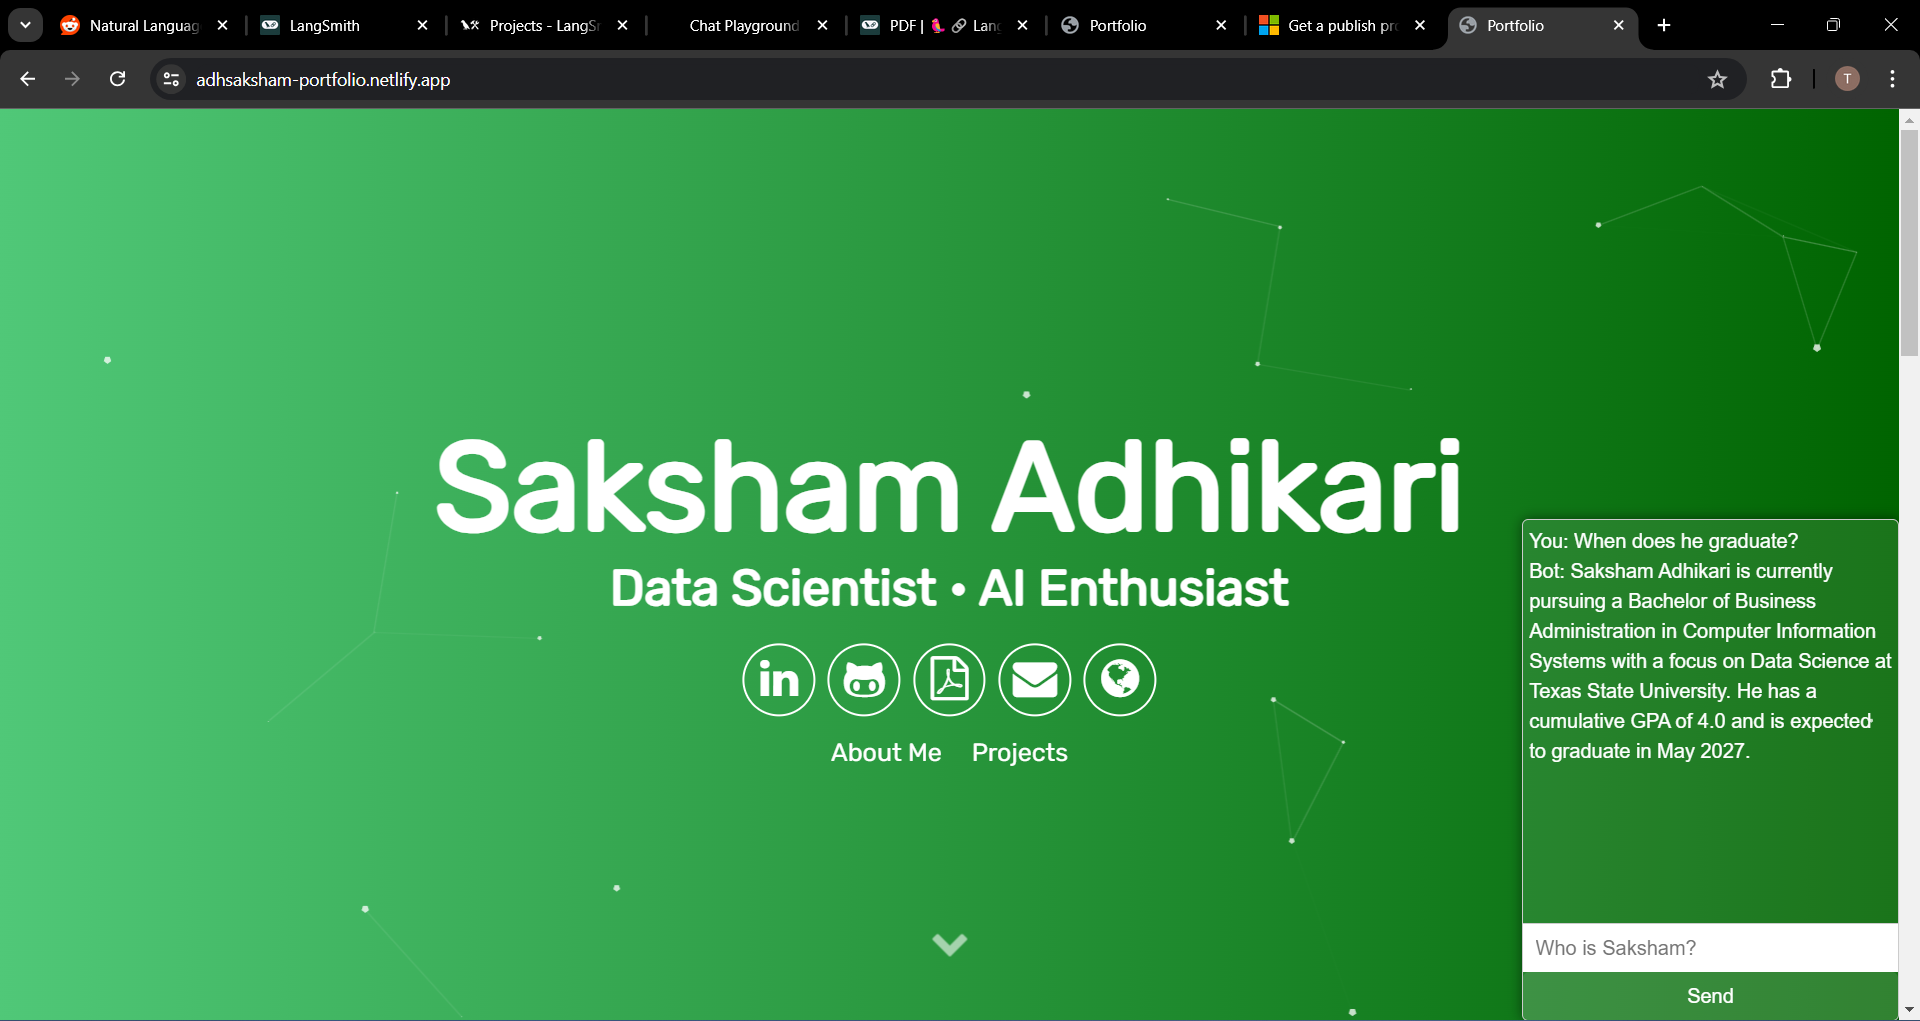 Natural Languag
LangSmith
Projects - LangSr
Chat Playground
PDF |
Lang
Portfolio
Get a publish pr
Portfolio
adhsaksham-portfolio.netlify.app
T
Saksham Adhikari
Data Scientist • AI Enthusiast
in
About Me Projects
You: When does he graduate?
Bot: Saksham Adhikari is currently
pursuing a Bachelor of Business
Administration in Computer Information
Systems with a focus on Data Science at
Texas State University. He has a
cumulative GPA of 4.0 and is expected
to graduate in May 2027.
Who is Saksham?
Send